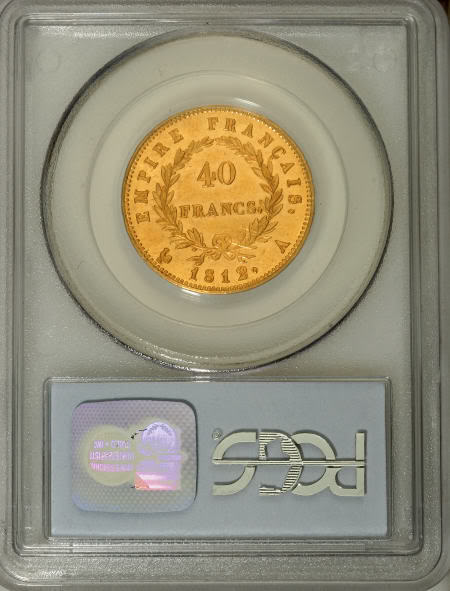 EMPIRE FRANÇAIS.
40
FRANCS.
A
1812
PCGS
®